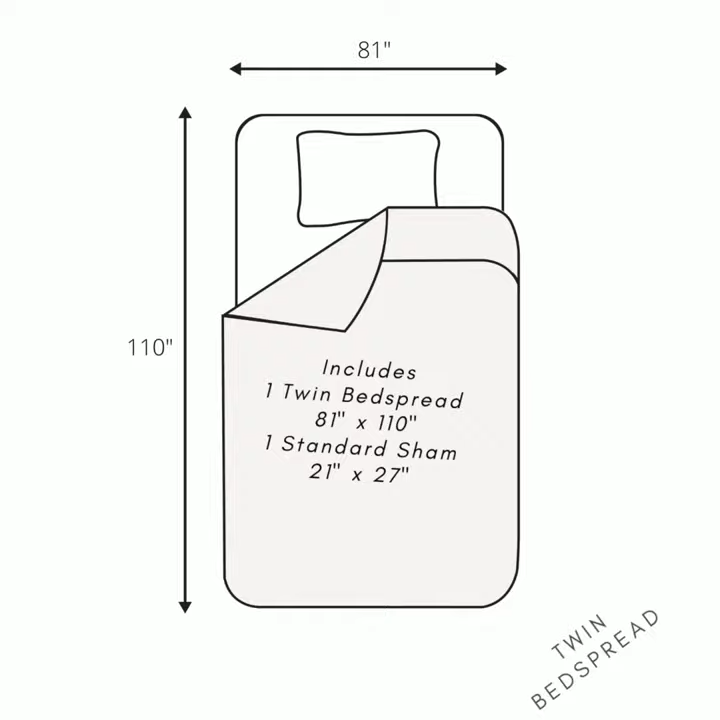 81"
110"
Includes
1 Twin Bedspread
81" x 110"
1 Standard Sham
21" x 27"
TWIN
BEDSPREAD